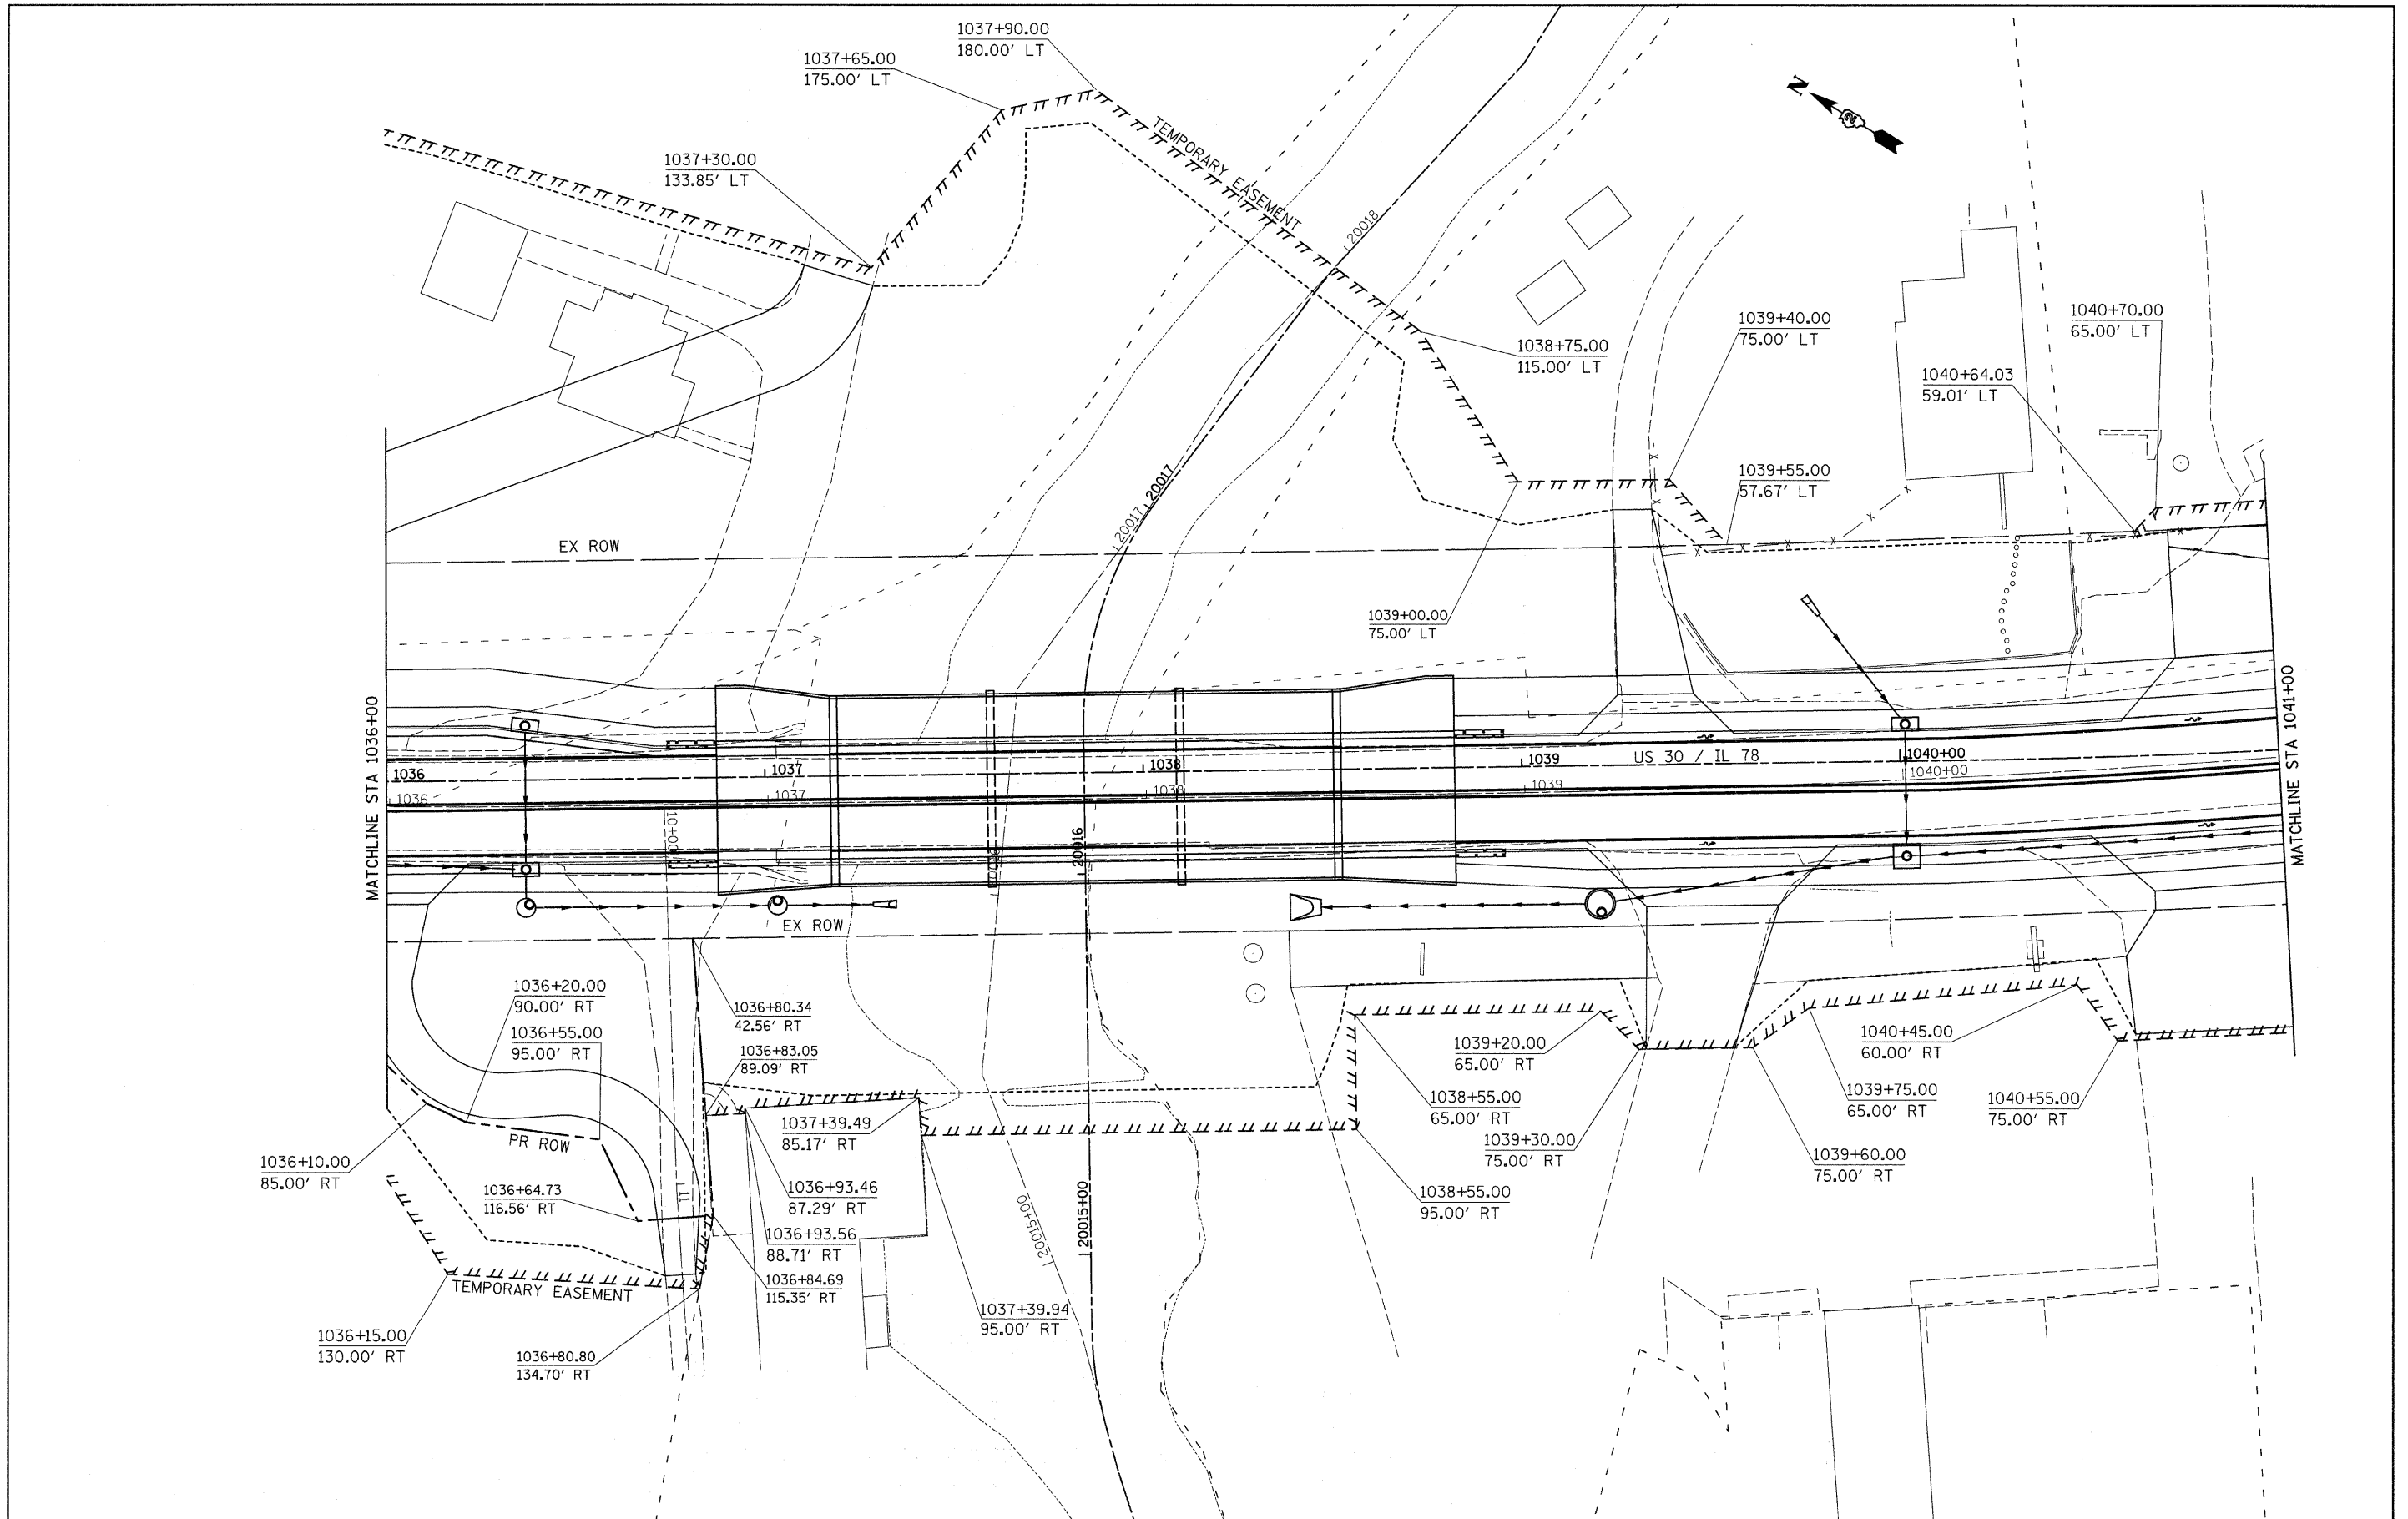 1037+90.00
180.00' LT
1037+65.00
175.00' LT
N
2
TEMPORARY EASEMENT
1037+30.00
133.85' LT
20018
1040+70.00
65.00' LT
1039+40.00
75.00' LT
1038+75.00
115.00' LT
1040+64.03
59.01' LT
1039+55.00
57.67' LT
20017
20017
EX ROW
1039+00.00
75.00' LT
MATCHLINE STA 1036+00
MATCHLINE STA 1041+00
1036
1037
1038
1039
US 30 / IL 78
1040+00
1036
1037
1038
1039
1040+00
10+00
20016
EX ROW
1036+20.00
90.00' RT
1036+80.34
42.56' RT
1036+55.00
95.00' RT
1036+83.05
89.09' RT
1039+20.00
65.00' RT
1040+45.00
60.00' RT
1038+55.00
65.00' RT
1039+75.00
65.00' RT
1040+55.00
75.00' RT
1037+39.49
85.17' RT
PR ROW
1039+30.00
75.00' RT
1036+10.00
85.00' RT
1039+60.00
75.00' RT
1036+64.73
116.56' RT
11
1036+93.46
87.29' RT
1038+55.00
95.00' RT
20015+00
20015+00
1036+93.56
88.71' RT
1036+84.69
115.35' RT
TEMPORARY EASEMENT
1037+39.94
95.00' RT
1036+15.00
130.00' RT
1036+80.80
134.70' RT